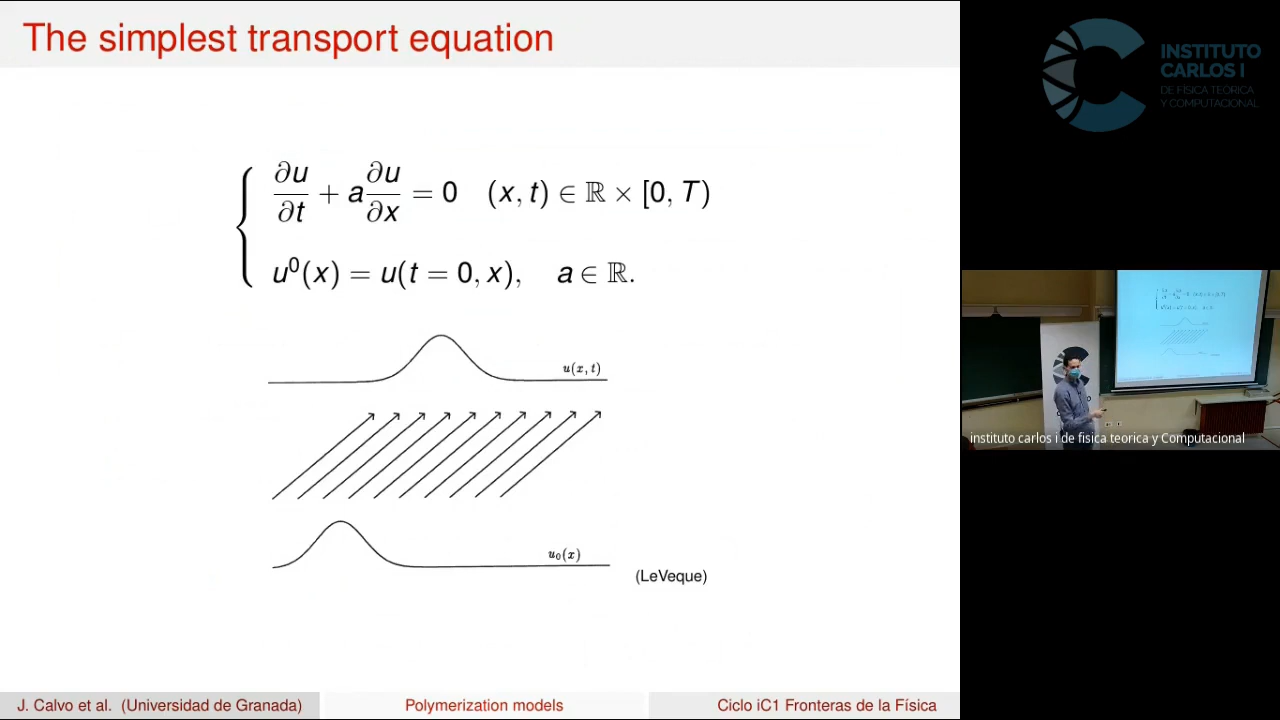 The simplest transport equation
∂u/∂t + a ∂u/∂x = 0 (x, t) ∈ ℝ × [0, T)
u⁰(x) = u(t = 0, x), a ∈ ℝ.
u(x, t)
u₀(x)
(LeVeque)
J. Calvo et al. (Universidad de Granada)
Polymerization models
Ciclo iC1 Fronteras de la Física
INSTITUTO
CARLOS I
DE FÍSICA TEÓRICA
Y COMPUTACIONAL
instituto carlos i de fisica teorica y Computacional